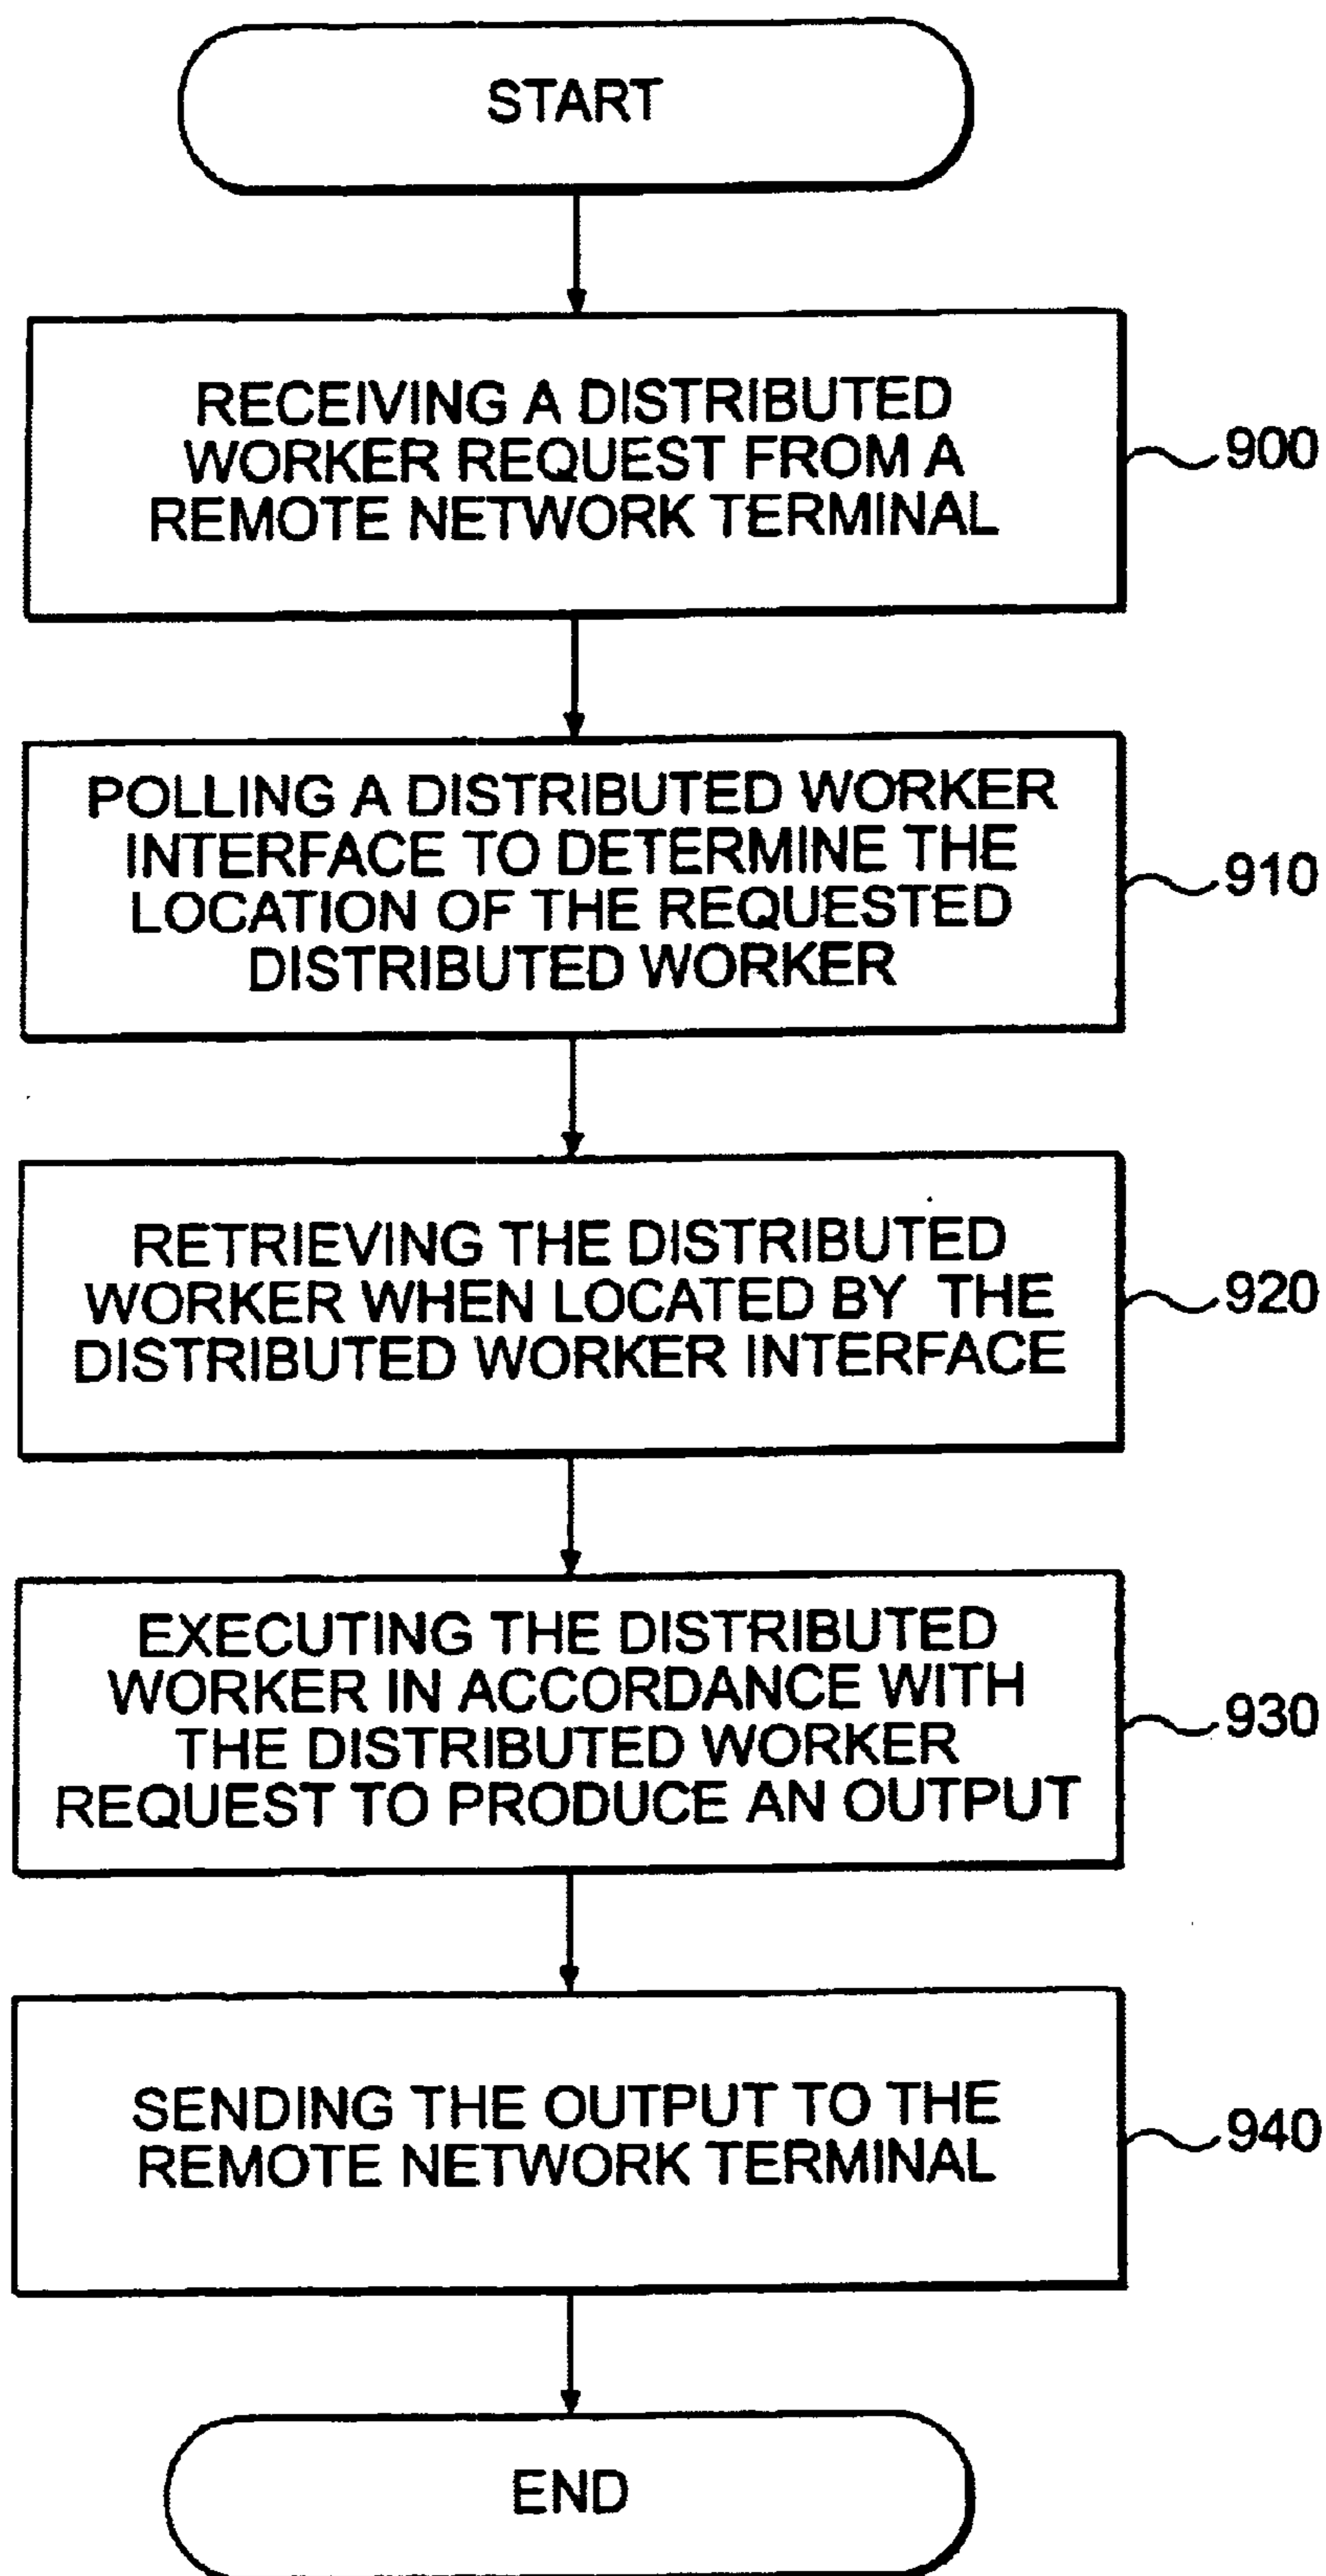 START
RECEIVING A DISTRIBUTED
WORKER REQUEST FROM A
REMOTE NETWORK TERMINAL
900
POLLING A DISTRIBUTED WORKER
INTERFACE TO DETERMINE THE
LOCATION OF THE REQUESTED
DISTRIBUTED WORKER
910
RETRIEVING THE DISTRIBUTED
WORKER WHEN LOCATED BY THE
DISTRIBUTED WORKER INTERFACE
920
EXECUTING THE DISTRIBUTED
WORKER IN ACCORDANCE WITH
THE DISTRIBUTED WORKER
REQUEST TO PRODUCE AN OUTPUT
930
SENDING THE OUTPUT TO THE
REMOTE NETWORK TERMINAL
940
END